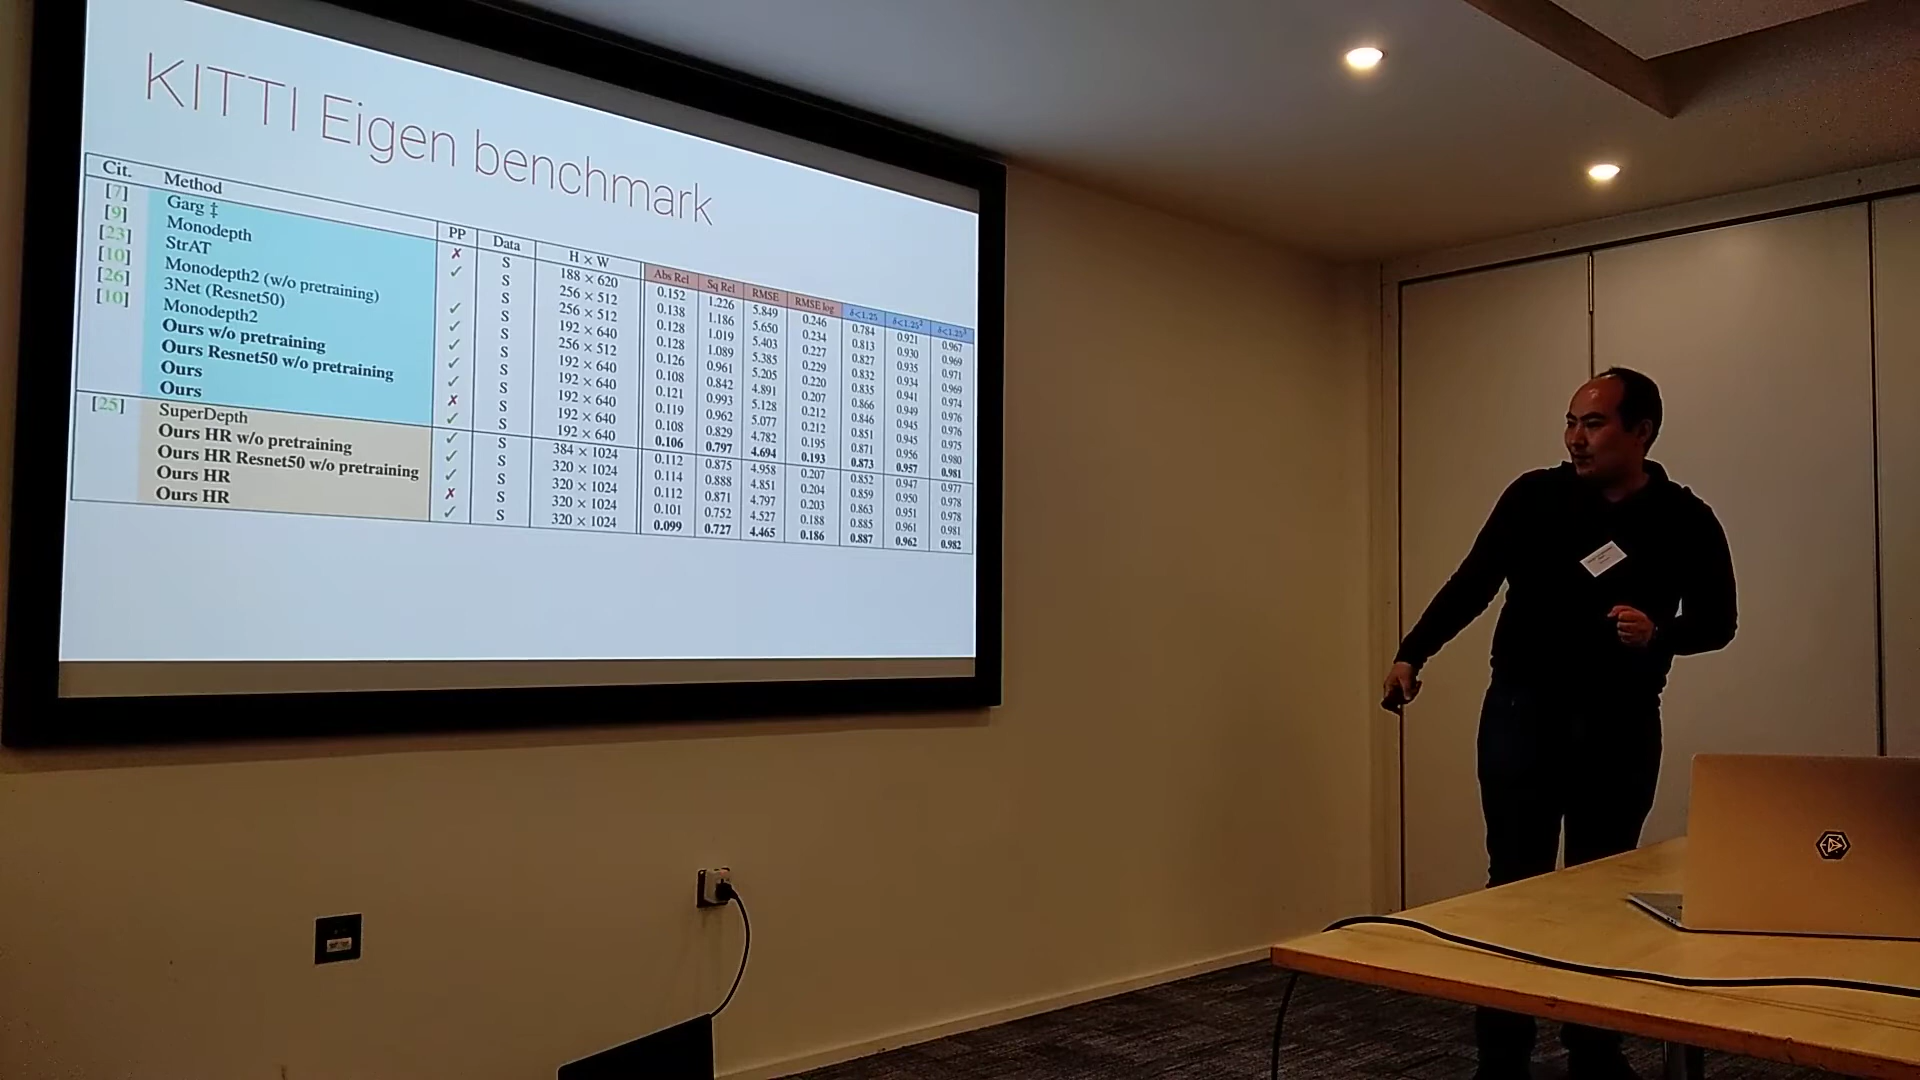 KITTI Eigen benchmark
Cit. Method PP Data H × W Abs Rel Sq Rel RMSE RMSE log δ<1.25 δ<1.25² δ<1.25³
[7] Garg ‡ ✗ S 188 × 620 0.152 1.226 5.849 0.246 0.784 0.921 0.967
[9] Monodepth ✓ S 256 × 512 0.138 1.186 5.650 0.234 0.813 0.930 0.969
[23] StrAT S 256 × 512 0.128 1.019 5.403 0.227 0.827 0.935 0.971
[10] Monodepth2 (w/o pretraining) ✓ S 192 × 640 0.128 1.089 5.385 0.229 0.832 0.934 0.969
[26] 3Net (Resnet50) ✓ S 256 × 512 0.126 0.961 5.205 0.220 0.835 0.941 0.974
[10] Monodepth2 ✓ S 192 × 640 0.108 0.842 4.891 0.207 0.866 0.949 0.976
Ours w/o pretraining ✓ S 192 × 640 0.121 0.993 5.128 0.212 0.846 0.945 0.976
Ours Resnet50 w/o pretraining ✓ S 192 × 640 0.119 0.962 5.077 0.212 0.851 0.945 0.975
Ours ✗ S 192 × 640 0.108 0.829 4.782 0.195 0.871 0.956 0.980
Ours ✓ S 192 × 640 0.106 0.797 4.694 0.193 0.873 0.957 0.981
[25] SuperDepth ✓ S 384 × 1024 0.112 0.875 4.958 0.207 0.852 0.947 0.977
Ours HR w/o pretraining ✓ S 320 × 1024 0.114 0.888 4.851 0.204 0.859 0.950 0.978
Ours HR Resnet50 w/o pretraining ✓ S 320 × 1024 0.112 0.871 4.797 0.203 0.863 0.951 0.978
Ours HR ✗ S 320 × 1024 0.101 0.752 4.527 0.188 0.885 0.961 0.981
Ours HR ✓ S 320 × 1024 0.099 0.727 4.465 0.186 0.887 0.962 0.982